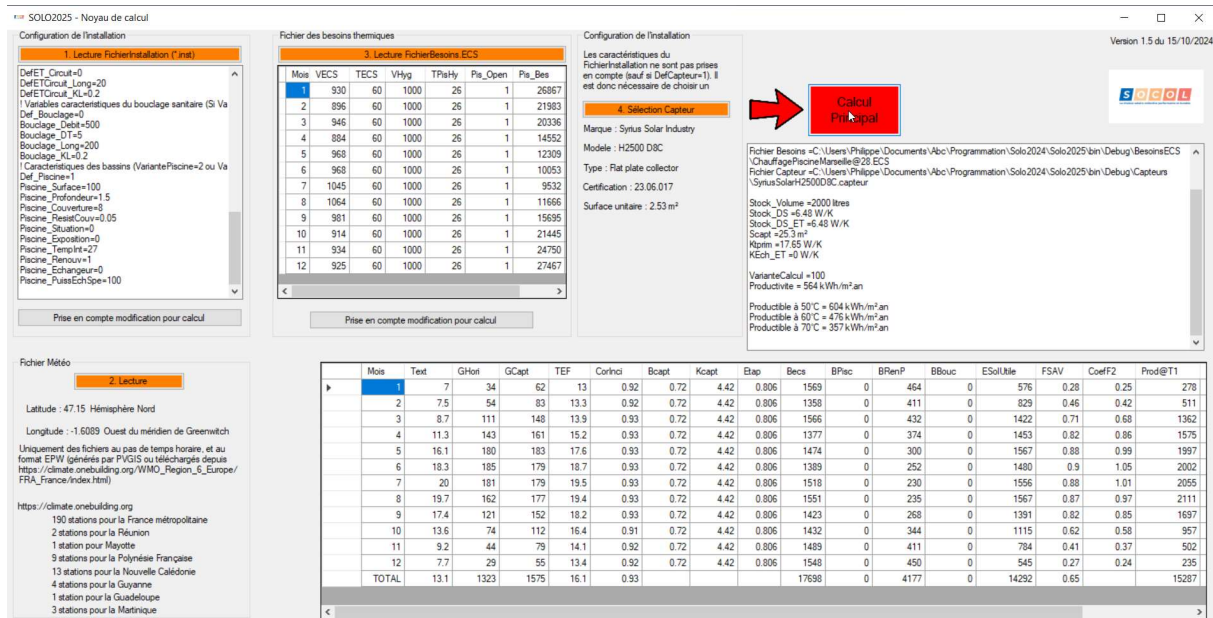 SOLO2025 - Noyau de calcul
Configuration de l'installation
1. Lecture FichierInstallation (*.inst)
DefET_Circuit=0
DefETCircuit_Long=20
DefETCircuit_KL=0.2
! Variables caracteristiques du bouclage sanitaire (Si Va
Def_Bouclage=0
Bouclage_Debit=500
Bouclage_DT=5
Bouclage_Long=200
Bouclage_KL=0.2
! Caracteristiques des bassins (VariantePiscine=2 ou Va
Def_Piscine=1
Piscine_Surface=100
Piscine_Profondeur=1.5
Piscine_Couverture=8
Piscine_ResistCouv=0.05
Piscine_Situation=0
Piscine_Exposition=0
Piscine_TempInt=27
Piscine_Renouv=1
Piscine_Echangeur=0
Piscine_PuissEchSpe=100
Prise en compte modification pour calcul
Fichier des besoins thermiques
3. Lecture FichierBesoins.ECS
Mois VECS TECS VHyg TPisHy Pis_Open Pis_Bes
1 930 60 1000 26 1 26867
2 896 60 1000 26 1 21983
3 946 60 1000 26 1 20336
4 884 60 1000 26 1 14552
5 968 60 1000 26 1 12309
6 968 60 1000 26 1 10053
7 1045 60 1000 26 1 9532
8 1064 60 1000 26 1 11666
9 981 60 1000 26 1 15695
10 914 60 1000 26 1 21445
11 934 60 1000 26 1 24750
12 925 60 1000 26 1 27467
Prise en compte modification pour calcul
Configuration de l'installation
Les caractéristiques du
FichierInstallation ne sont pas prises
en compte (sauf si DefCapteur=1). Il
est donc nécessaire de choisir un
4. Sélection Capteur
Marque : Syrius Solar Industry
Modele : H2500 D8C
Type : Flat plate collector
Certification : 23.06.017
Surface unitaire : 2.53 m²
Version 1.5 du 15/10/2024
Calcul
Principal
SOCOL
Fichier Besoins =C:\Users\Philippe\Documents\Abc\Programmation\Solo2024\Solo2025\bin\Debug\BesoinsECS
\ChauffagePiscineMarseille@28.ECS
Fichier Capteur =C:\Users\Philippe\Documents\Abc\Programmation\Solo2024\Solo2025\bin\Debug\Capteurs
\SyriusSolarH2500D8C.capteur
Stock_Volume =2000 litres
Stock_DS =6.48 W/K
Stock_DS_ET =6.48 W/K
Scapt =25.3 m²
Ktprim =17.65 W/K
KEch_ET =0 W/K
VarianteCalcul =100
Productivite = 564 kWh/m².an
Productible à 50°C = 604 kWh/m².an
Productible à 60°C = 476 kWh/m².an
Productible à 70°C = 357 kWh/m².an
Fichier Météo
2. Lecture
Latitude : 47.15 Hémisphère Nord
Longitude : -1.6089 Ouest du méridien de Greenwitch
Uniquement des fichiers au pas de temps horaire, et au
format EPW (générés par PVGIS ou téléchargés depuis
https://climate.onebuilding.org/WMO_Region_6_Europe/
FRA_France/index.html)
https://climate.onebuilding.org
190 stations pour la France métropolitaine
2 stations pour la Réunion
1 station pour Mayotte
9 stations pour la Polynésie Française
13 stations pour la Nouvelle Calédonie
4 stations pour la Guyanne
1 station pour la Guadeloupe
3 stations pour la Martinique
Mois Text GHori GCapt TEF CorInci Bcapt Kcapt Etap Becs BPisc BRenP BBouc ESolUtile FSAV CoefF2 Prod@T1
1 7 34 62 13 0.92 0.72 4.42 0.806 1569 0 464 0 576 0.28 0.25 278
2 7.5 54 83 13.3 0.92 0.72 4.42 0.806 1358 0 411 0 829 0.46 0.42 511
3 8.7 111 148 13.9 0.93 0.72 4.42 0.806 1566 0 432 0 1422 0.71 0.68 1362
4 11.3 143 161 15.2 0.93 0.72 4.42 0.806 1377 0 374 0 1453 0.82 0.86 1575
5 16.1 180 183 17.6 0.93 0.72 4.42 0.806 1474 0 300 0 1567 0.88 0.99 1997
6 18.3 185 179 18.7 0.93 0.72 4.42 0.806 1389 0 252 0 1480 0.9 1.05 2002
7 20 181 179 19.5 0.93 0.72 4.42 0.806 1518 0 230 0 1556 0.88 1.01 2055
8 19.7 162 177 19.4 0.93 0.72 4.42 0.806 1551 0 235 0 1567 0.87 0.97 2111
9 17.4 121 152 18.2 0.93 0.72 4.42 0.806 1423 0 268 0 1391 0.82 0.85 1697
10 13.6 74 112 16.4 0.91 0.72 4.42 0.806 1432 0 344 0 1115 0.62 0.58 957
11 9.2 44 79 14.1 0.92 0.72 4.42 0.806 1489 0 411 0 784 0.41 0.37 502
12 7.7 29 55 13.4 0.92 0.72 4.42 0.806 1548 0 450 0 545 0.27 0.24 235
TOTAL 13.1 1323 1575 16.1 0.93 17698 0 4177 0 14292 0.65 15287